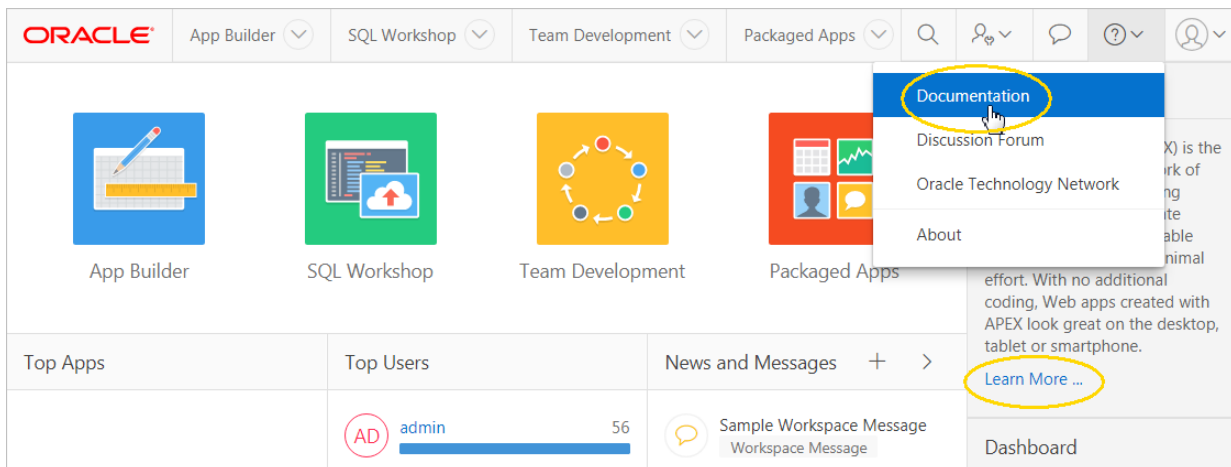 ORACLE
App Builder
SQL Workshop
Team Development
Packaged Apps
Documentation
Discussion Forum
Oracle Technology Network
About
X) is the
rk of
ng
te
able
nimal
effort. With no additional
coding, Web apps created with
APEX look great on the desktop,
tablet or smartphone.
Learn More ...
App Builder
SQL Workshop
Team Development
Packaged Apps
Top Apps
Top Users
News and Messages
AD
admin
56
Sample Workspace Message
Workspace Message
Dashboard